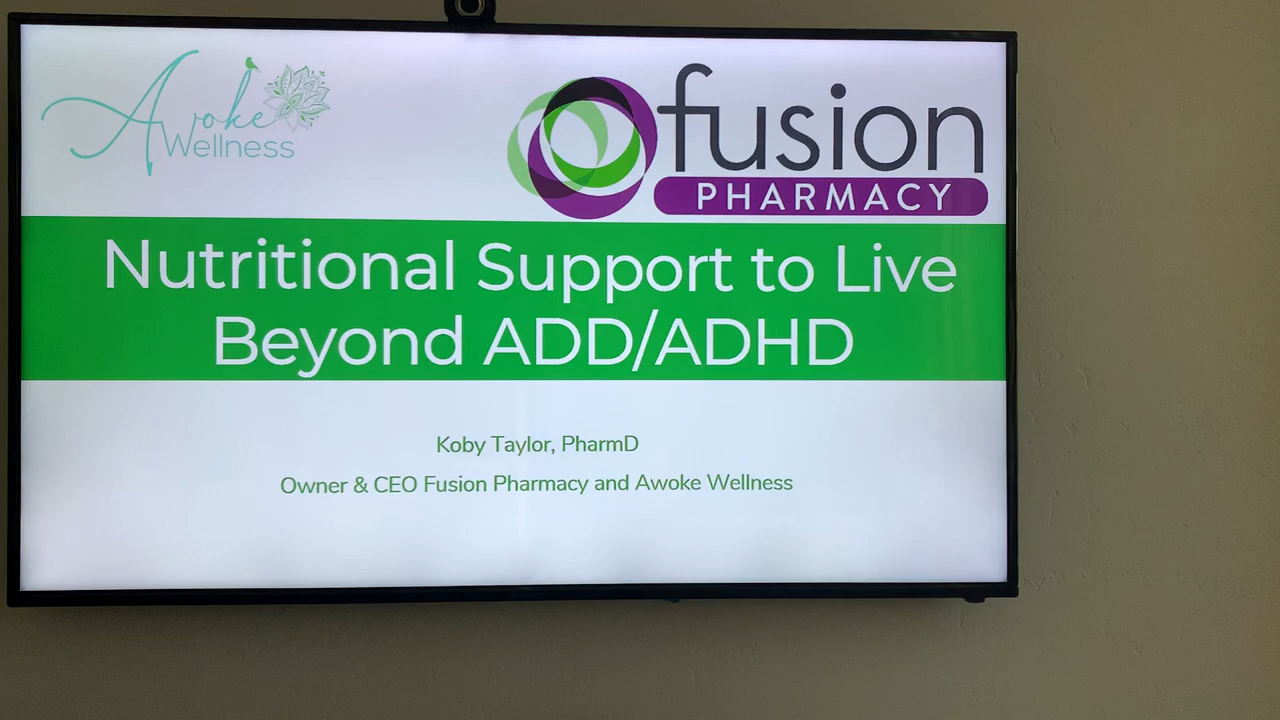 Awoke
Wellness
fusion
PHARMACY
Nutritional Support to Live
Beyond ADD/ADHD
Koby Taylor, PharmD
Owner & CEO Fusion Pharmacy and Awoke Wellness